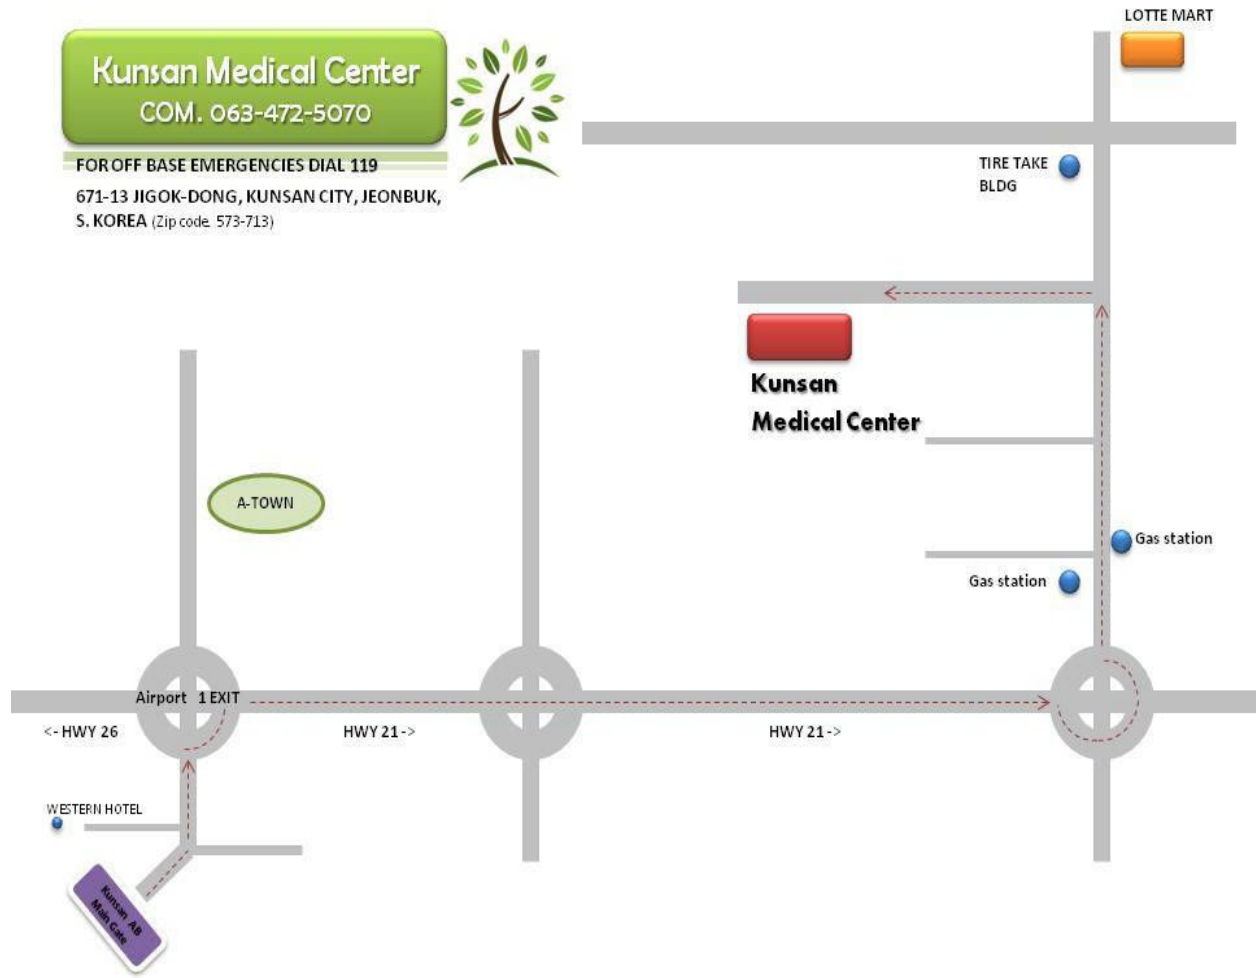 LOTTE MART
Kunsan Medical Center
COM. 063-472-5070
FOR OFF BASE EMERGENCIES DIAL 119
671-13 JIGOK-DONG, KUNSAN CITY, JEONBUK,
S. KOREA (Zip code. 573-713)
TIRE TAKE
BLDG
Kunsan
Medical Center
A-TOWN
Gas station
Gas station
Airport 1 EXIT
<- HWY 26
HWY 21 ->
HWY 21 ->
WESTERN HOTEL
Kunsan AB
Main Gate